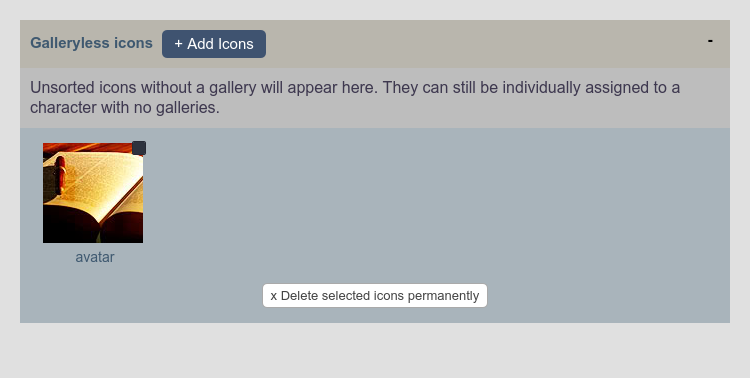 Galleryless icons + Add Icons -
Unsorted icons without a gallery will appear here. They can still be individually assigned to a
character with no galleries.
avatar
x Delete selected icons permanently